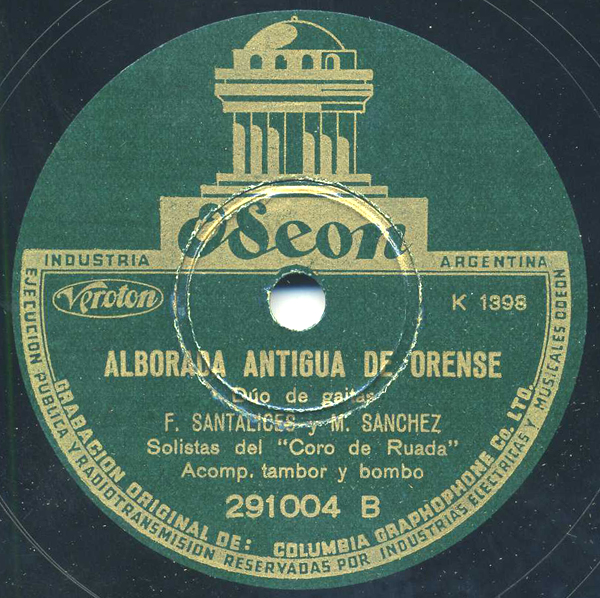 Odeon
INDUSTRIA ARGENTINA
Veroton
K 1398
ALBORADA ANTIGUA DE ORENSE
Dúo de gaitas
F. SANTALICES y M. SANCHEZ
Solistas del "Coro de Ruada"
Acomp. tambor y bombo
291004 B
GRABACION ORIGINAL DE: COLUMBIA GRAPHOPHONE Co. LTD.
EJECUCION PUBLICA Y RADIOTRANSMISION RESERVADAS POR INDUSTRIAS ELECTRICAS Y MUSICALES ODEON